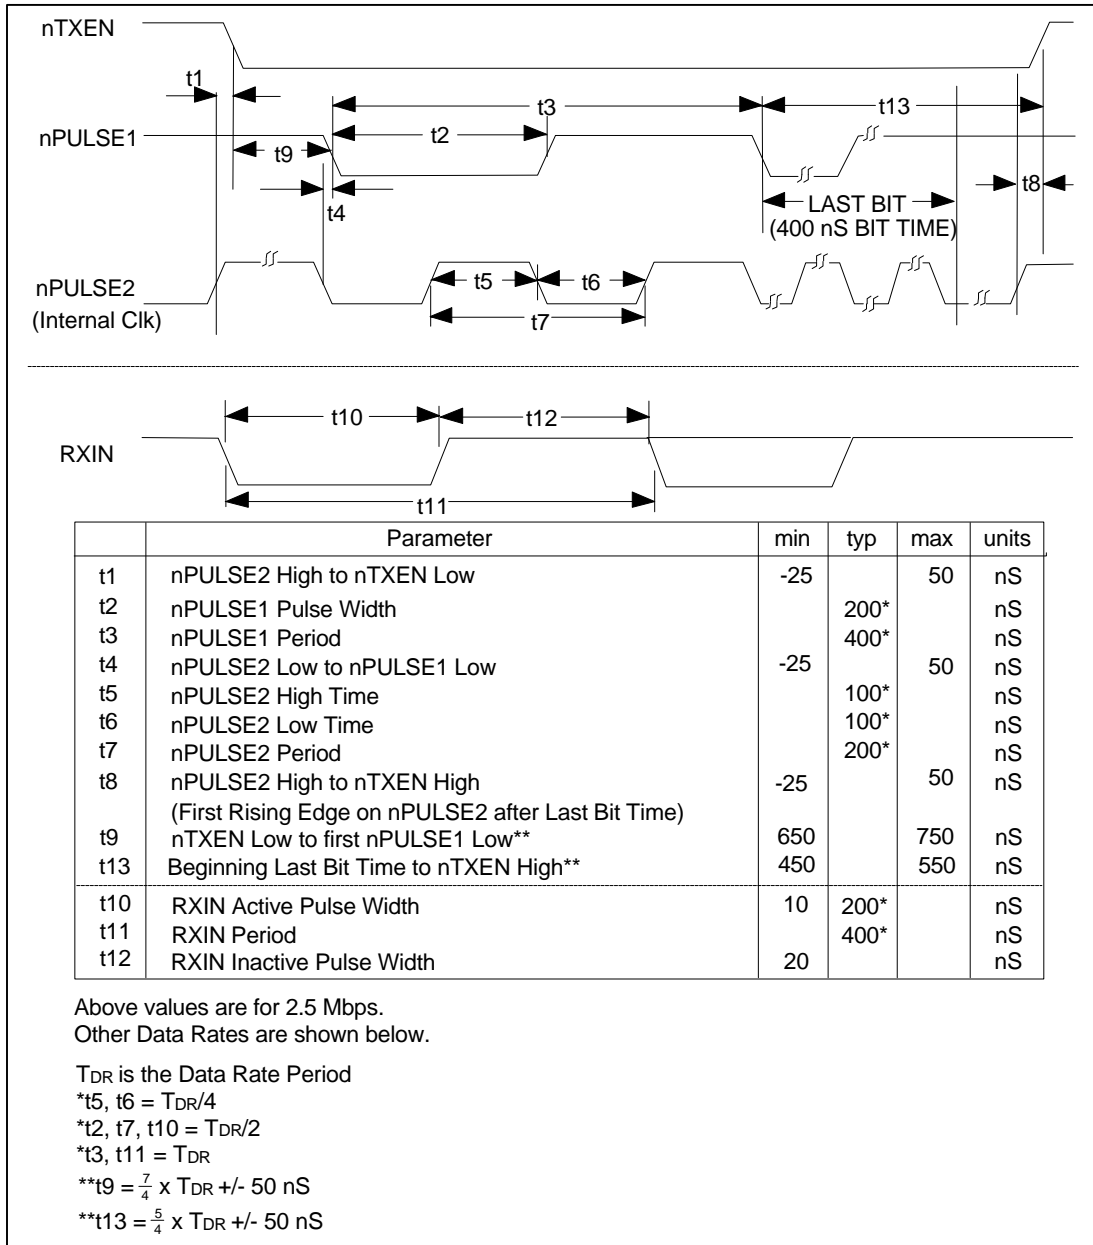 nTXEN
t1
t3
t13
nPULSE1
t2
t9
t8
t4
LAST BIT
(400 nS BIT TIME)
nPULSE2
(Internal Clk)
t5
t6
t7
t10
t12
RXIN
t11
Parameter min typ max units
t1 nPULSE2 High to nTXEN Low -25 50 nS
t2 nPULSE1 Pulse Width 200* nS
t3 nPULSE1 Period 400* nS
t4 nPULSE2 Low to nPULSE1 Low -25 50 nS
t5 nPULSE2 High Time 100* nS
t6 nPULSE2 Low Time 100* nS
t7 nPULSE2 Period 200* nS
t8 nPULSE2 High to nTXEN High -25 50 nS
(First Rising Edge on nPULSE2 after Last Bit Time)
t9 nTXEN Low to first nPULSE1 Low** 650 750 nS
t13 Beginning Last Bit Time to nTXEN High** 450 550 nS
t10 RXIN Active Pulse Width 10 200* nS
t11 RXIN Period 400* nS
t12 RXIN Inactive Pulse Width 20 nS
Above values are for 2.5 Mbps.
Other Data Rates are shown below.
TDR is the Data Rate Period
*t5, t6 = TDR/4
*t2, t7, t10 = TDR/2
*t3, t11 = TDR
**t9 = 7/4 x TDR +/- 50 nS
**t13 = 5/4 x TDR +/- 50 nS